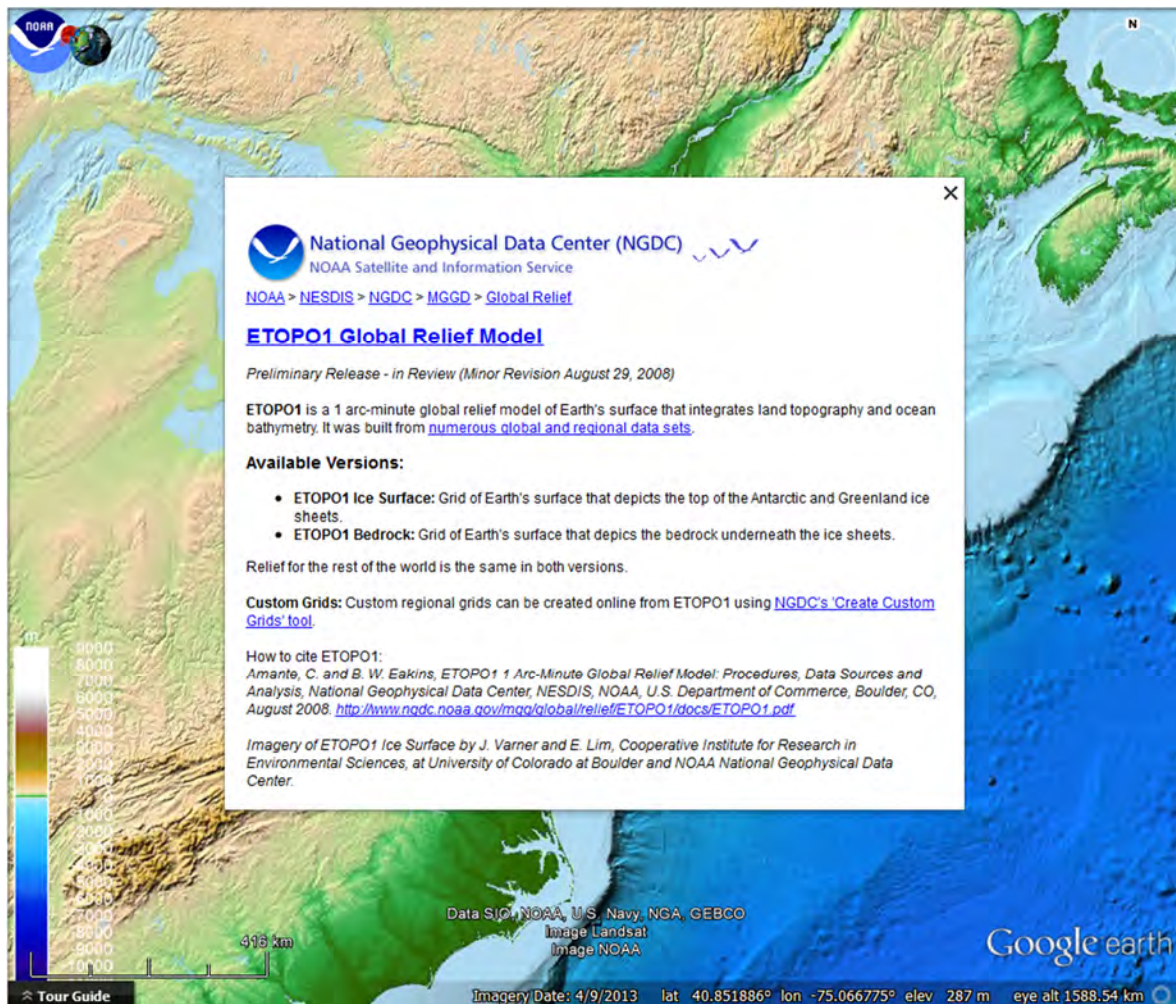 NOAA
N
National Geophysical Data Center (NGDC)
NOAA Satellite and Information Service
NOAA > NESDIS > NGDC > MGGD > Global Relief
ETOPO1 Global Relief Model
Preliminary Release - in Review (Minor Revision August 29, 2008)
ETOPO1 is a 1 arc-minute global relief model of Earth's surface that integrates land topography and ocean
bathymetry. It was built from numerous global and regional data sets.
Available Versions:
• ETOPO1 Ice Surface: Grid of Earth's surface that depicts the top of the Antarctic and Greenland ice
sheets.
• ETOPO1 Bedrock: Grid of Earth's surface that depics the bedrock underneath the ice sheets.
Relief for the rest of the world is the same in both versions.
Custom Grids: Custom regional grids can be created online from ETOPO1 using NGDC's 'Create Custom
Grids' tool.
How to cite ETOPO1:
Amante, C. and B. W. Eakins, ETOPO1 1 Arc-Minute Global Relief Model: Procedures, Data Sources and
Analysis, National Geophysical Data Center, NESDIS, NOAA, U.S. Department of Commerce, Boulder, CO,
August 2008. http://www.ngdc.noaa.gov/mgg/global/relief/ETOPO1/docs/ETOPO1.pdf
Imagery of ETOPO1 Ice Surface by J. Varner and E. Lim, Cooperative Institute for Research in
Environmental Sciences, at University of Colorado at Boulder and NOAA National Geophysical Data
Center.
m
9000
8000
7000
6000
5000
4000
3000
2000
1000
0
1000
2000
3000
4000
5000
6000
7000
8000
9000
10000
416 km
Data SIO, NOAA, U.S. Navy, NGA, GEBCO
Image Landsat
Image NOAA
Google earth
Tour Guide
Imagery Date: 4/9/2013 lat 40.851886° lon -75.066775° elev 287 m eye alt 1588.54 km